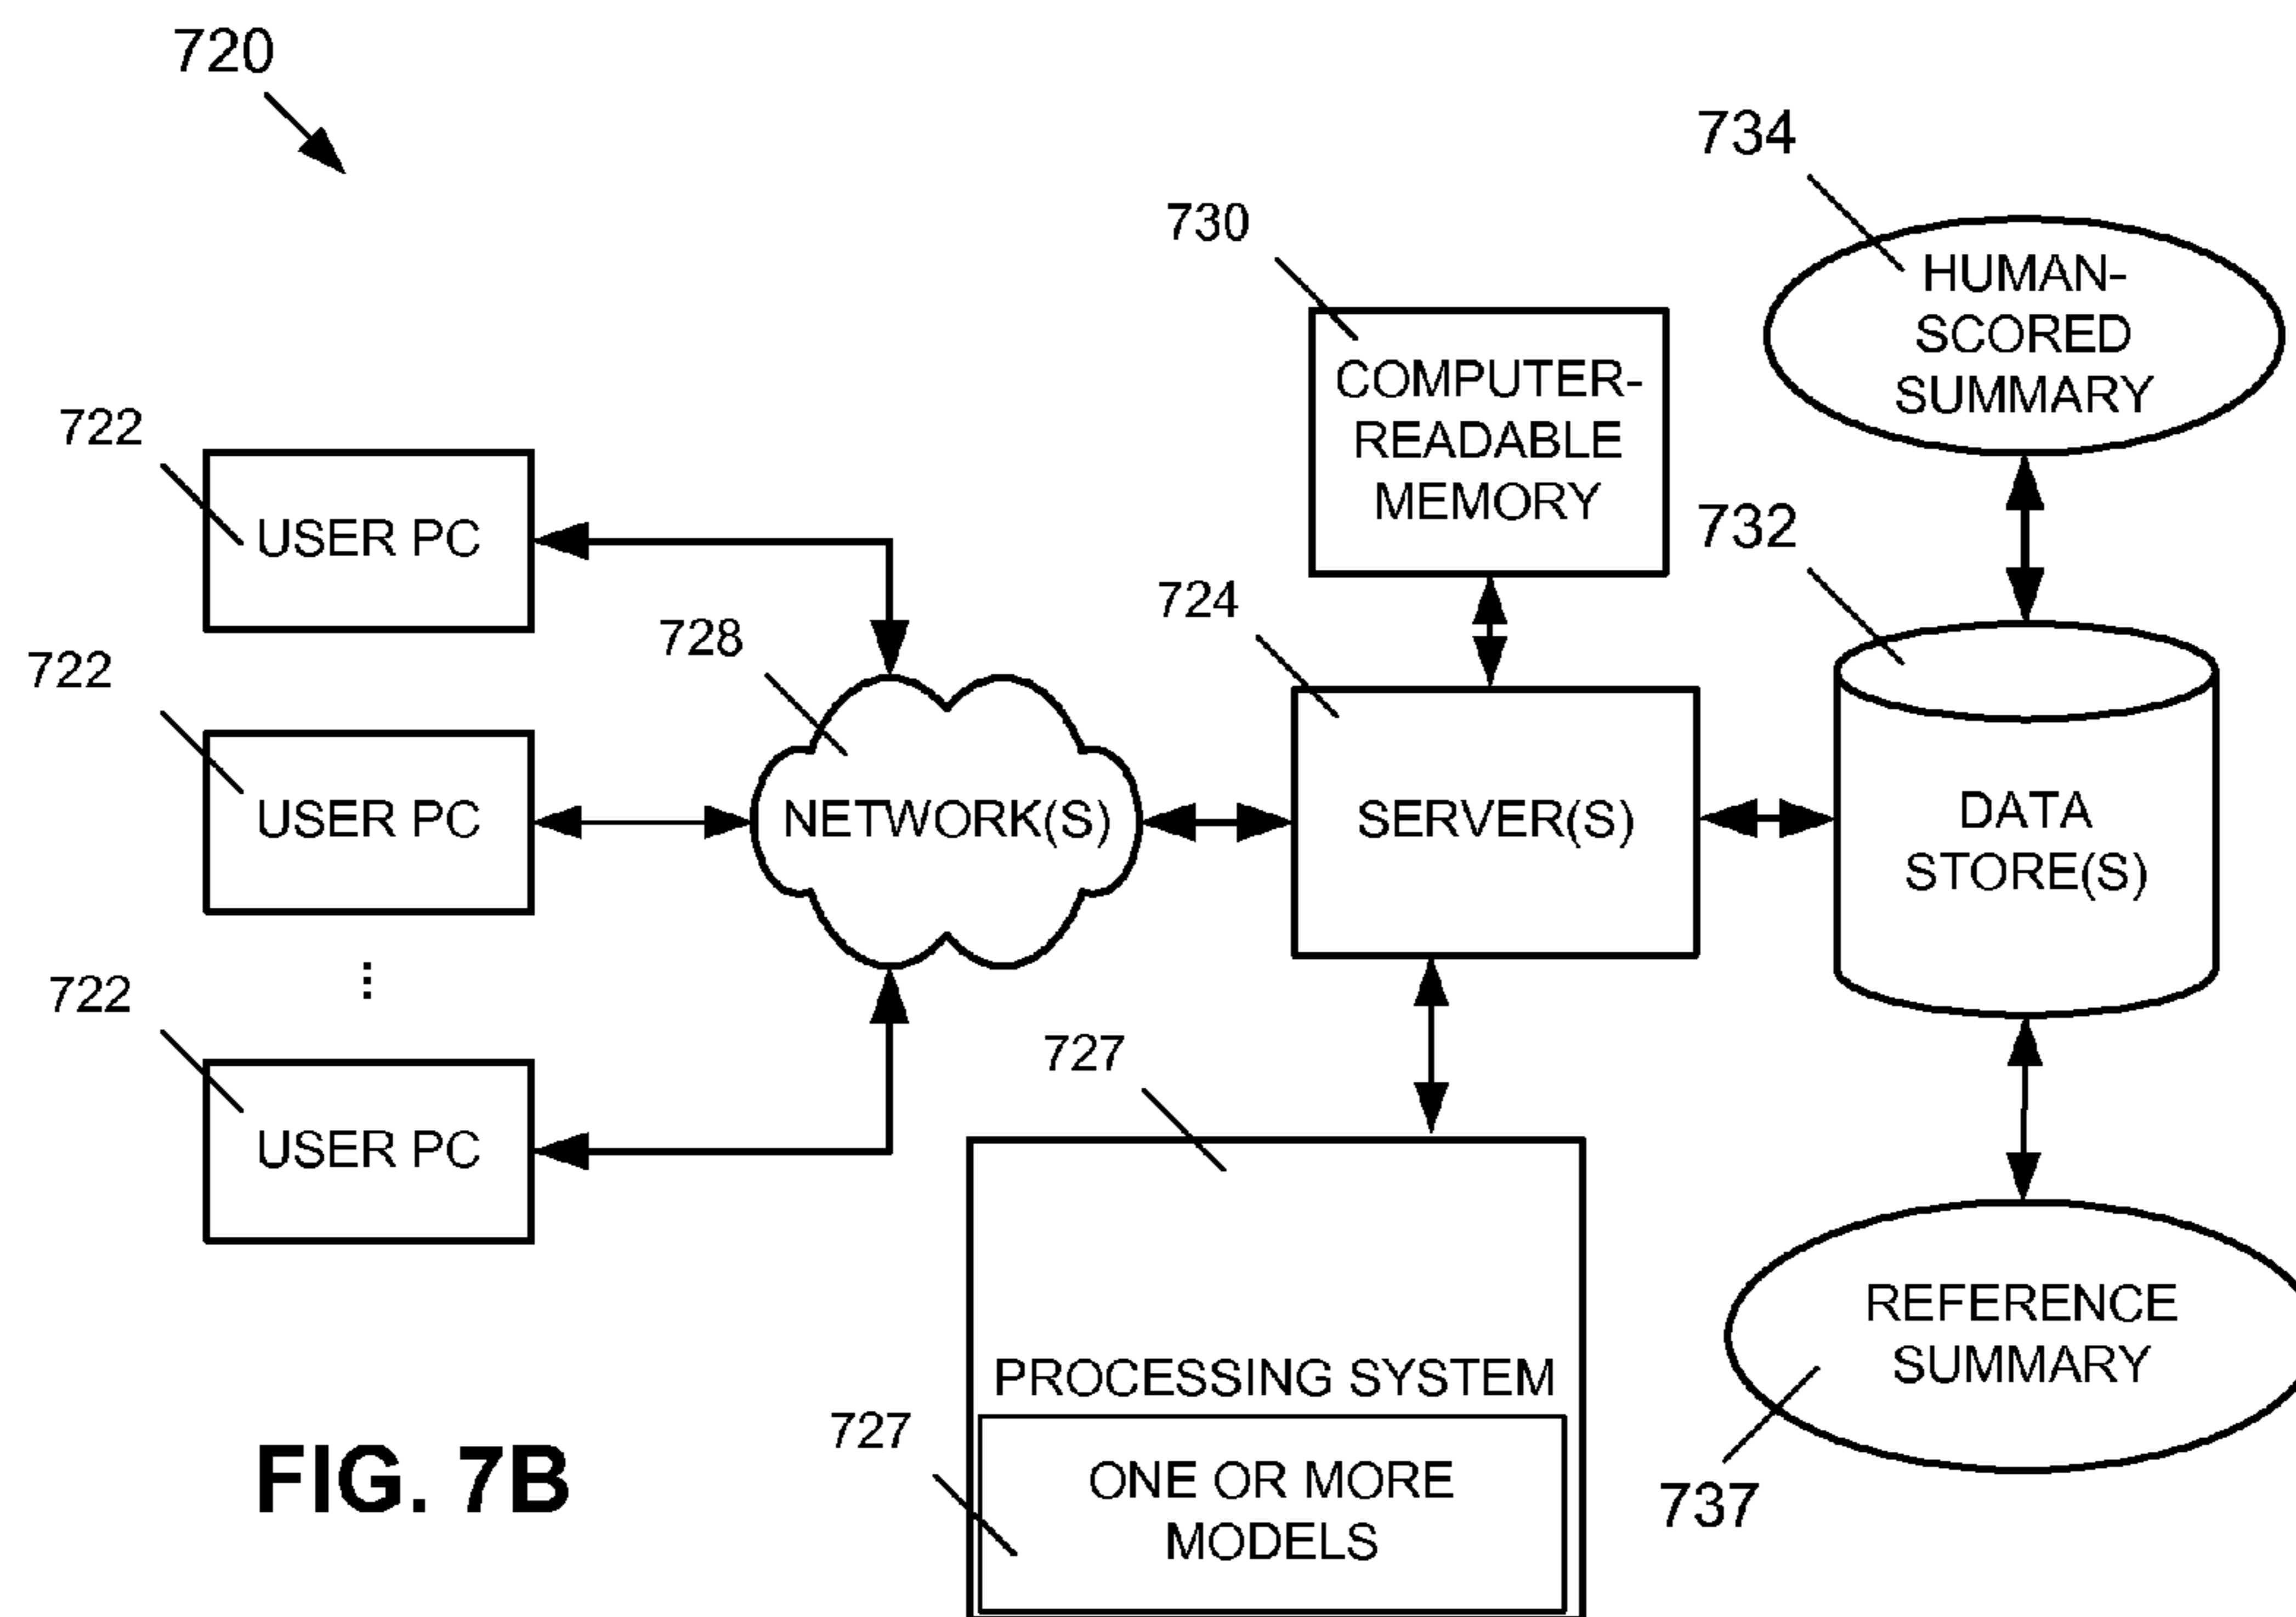 720
734
730
HUMAN-
SCORED
SUMMARY
COMPUTER-
READABLE
MEMORY
722
USER PC
732
724
728
722
USER PC
NETWORK(S)
SERVER(S)
DATA
STORE(S)
⋮
722
USER PC
727
PROCESSING SYSTEM
727
ONE OR MORE
MODELS
REFERENCE
SUMMARY
737
FIG. 7B